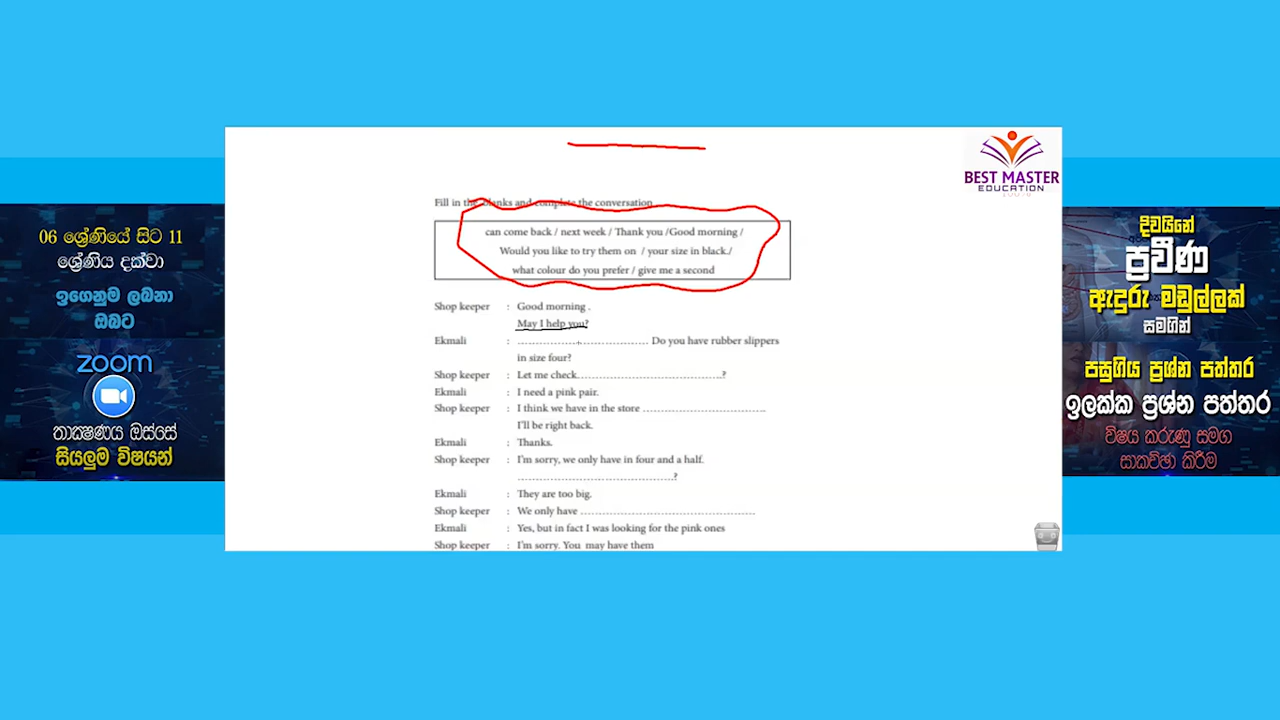 06 ශ්‍රේණියේ සිට 11
ශ්‍රේණිය දක්වා
ඉගෙනුම ලබනා
ඔබට
zoom
තාක්ෂණය ඔස්සේ
සියලුම විෂයන්
BEST MASTER
EDUCATION
100%
Fill in the blanks and complete the conversation
can come back / next week / Thank you /Good morning /
Would you like to try them on / your size in black./
what colour do you prefer / give me a second
Shop keeper : Good morning .
May I help you?
Ekmali : ........................................ Do you have rubber slippers
in size four?
Shop keeper : Let me check.............................................?
Ekmali : I need a pink pair.
Shop keeper : I think we have in the store ......................................
I'll be right back.
Ekmali : Thanks.
Shop keeper : I'm sorry, we only have in four and a half.
................................................?
Ekmali : They are too big.
Shop keeper : We only have ......................................................
Ekmali : Yes, but in fact I was looking for the pink ones
Shop keeper : I'm sorry. You may have them
දිවයිනේ
ප්‍රවීණ
ඇදුරු මඩුල්ලක්
සමගින්
පසුගිය ප්‍රශ්න පත්තර
ඉලක්ක ප්‍රශ්න පත්තර
විෂය කරුණු සමග
සාකච්ඡා කිරීම